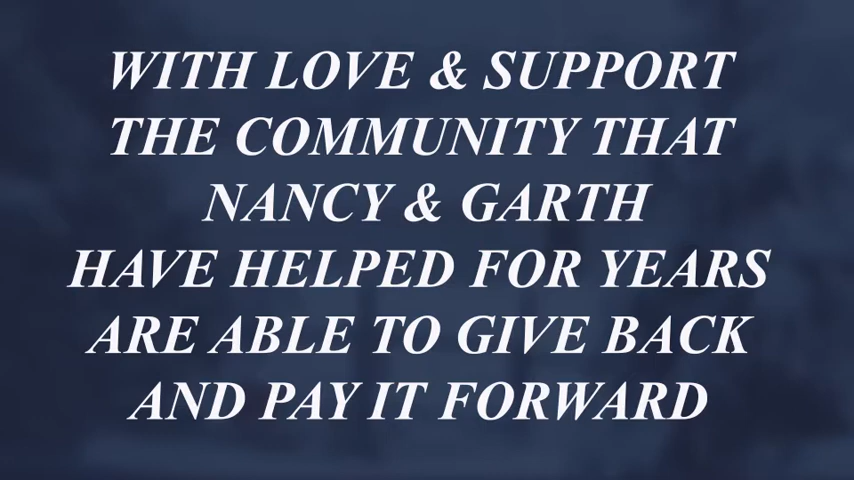 WITH LOVE & SUPPORT
THE COMMUNITY THAT
NANCY & GARTH
HAVE HELPED FOR YEARS
ARE ABLE TO GIVE BACK
AND PAY IT FORWARD